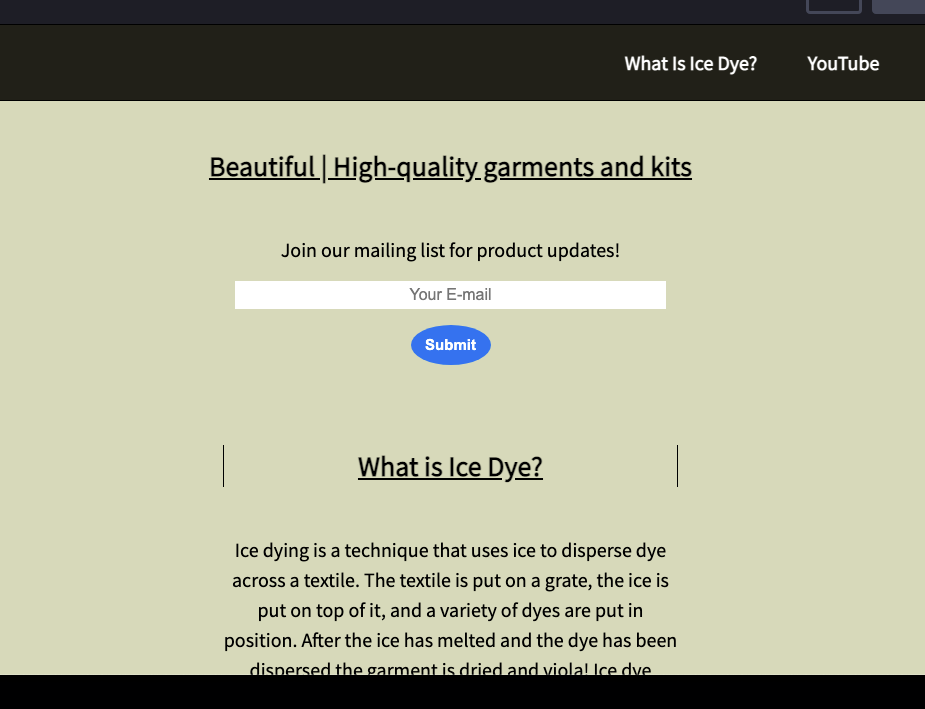 What Is Ice Dye? YouTube
Beautiful | High-quality garments and kits
Join our mailing list for product updates!
Your E-mail
Submit
What is Ice Dye?
Ice dying is a technique that uses ice to disperse dye
across a textile. The textile is put on a grate, the ice is
put on top of it, and a variety of dyes are put in
position. After the ice has melted and the dye has been
dispersed the garment is dried and viola! Ice dye